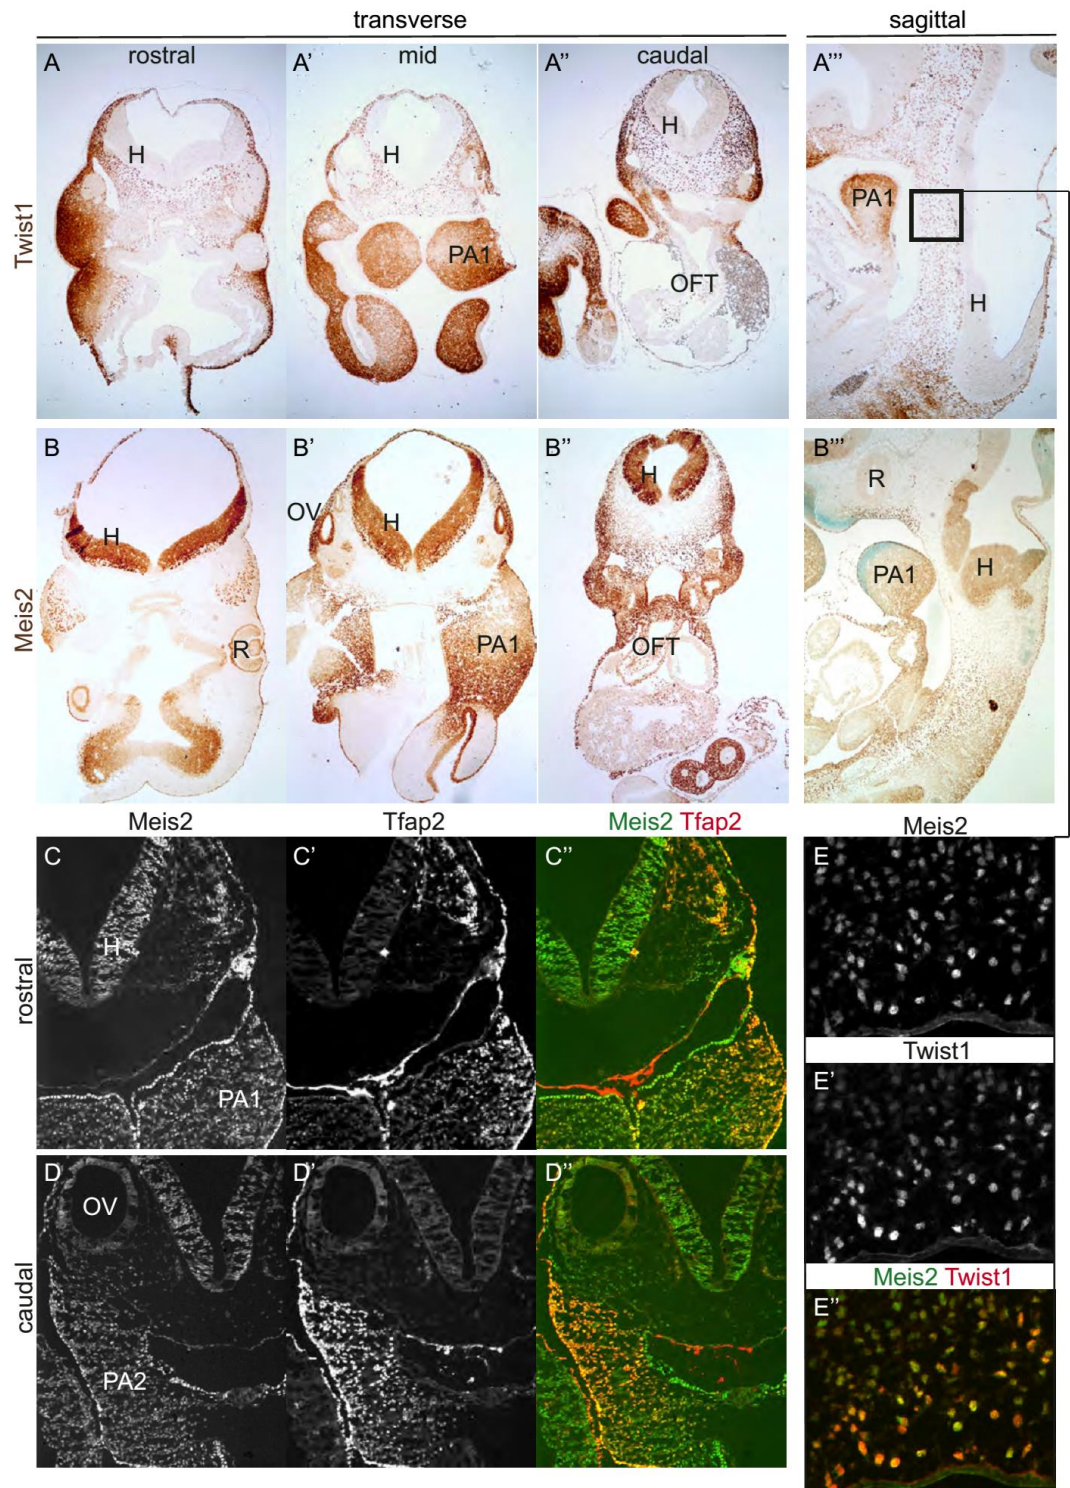 transverse sagittal
A rostral A' mid A'' caudal A'''
H H H PA1
Twist1 PA1 OFT H
B B' B'' B'''
H OV H H R
Meis2 R PA1 OFT PA1 H
Meis2 Tfap2 Meis2 Tfap2 Meis2
C C' C'' E
H
rostral PA1 Twist1
E'
D D' D''
OV
caudal Meis2 Twist1
PA2 E''